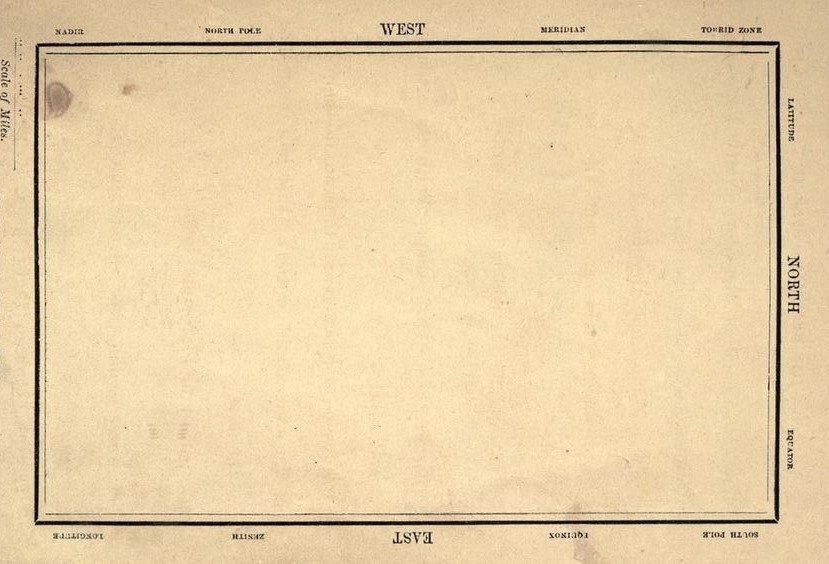 NADIR NORTH POLE WEST MERIDIAN TORRID ZONE
Scale of Miles.
LATITUDE
NORTH
EQUATOR
LONGITUDE ZENITH EAST EQUINOX SOUTH POLE